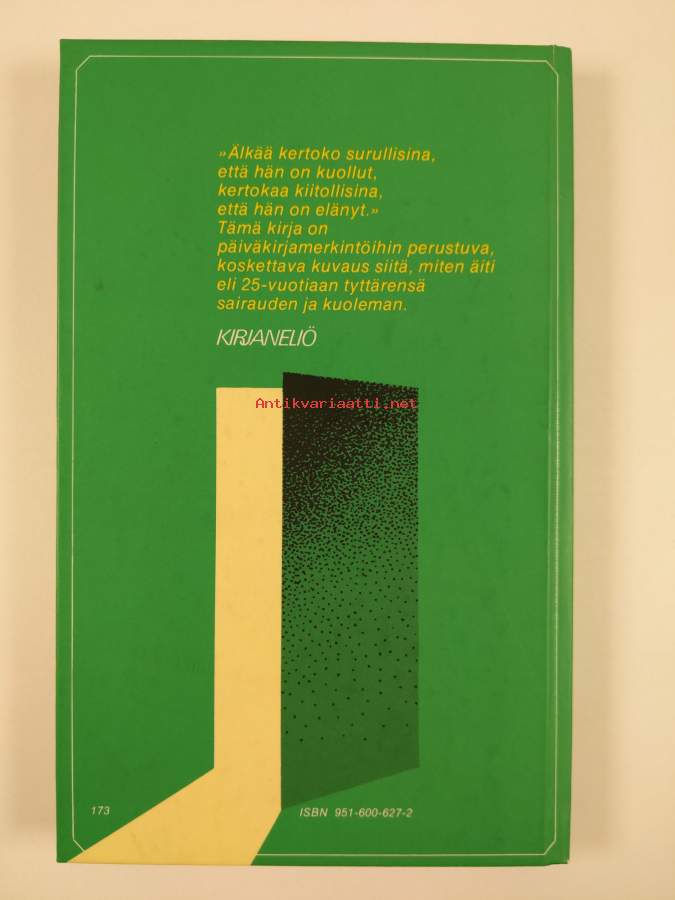 »Älkää kertoko surullisina,
että hän on kuollut,
kertokaa kiitollisina,
että hän on elänyt.»
Tämä kirja on
päiväkirjamerkintöihin perustuva,
koskettava kuvaus siitä, miten äiti
eli 25-vuotiaan tyttärensä
sairauden ja kuoleman.
KIRJANELIÖ
Antikvariaatti.net
173
ISBN 951-600-627-2